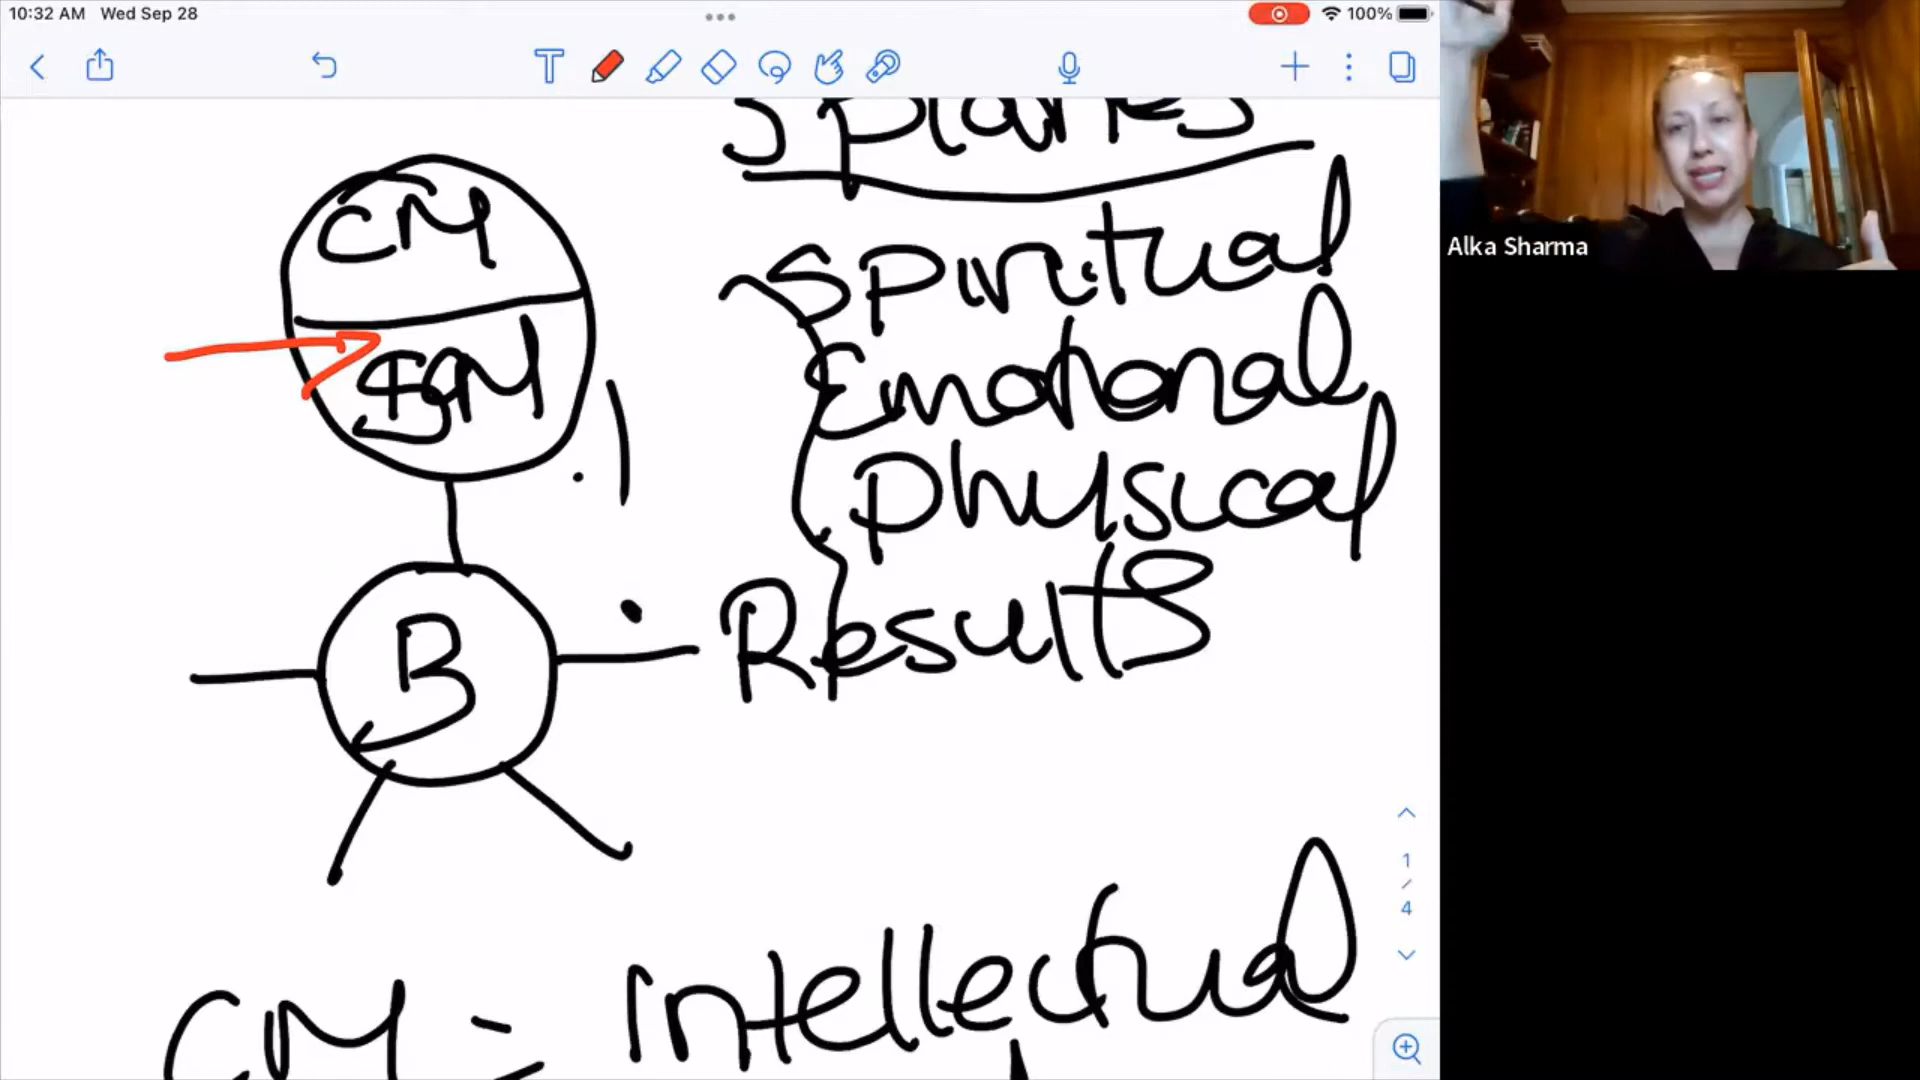 10:32 AM Wed Sep 28
100%
3 planes
CM
Spiritual
SCM
Emotional
Physical
B
Results
1
4
CM = intellectual
Alka Sharma